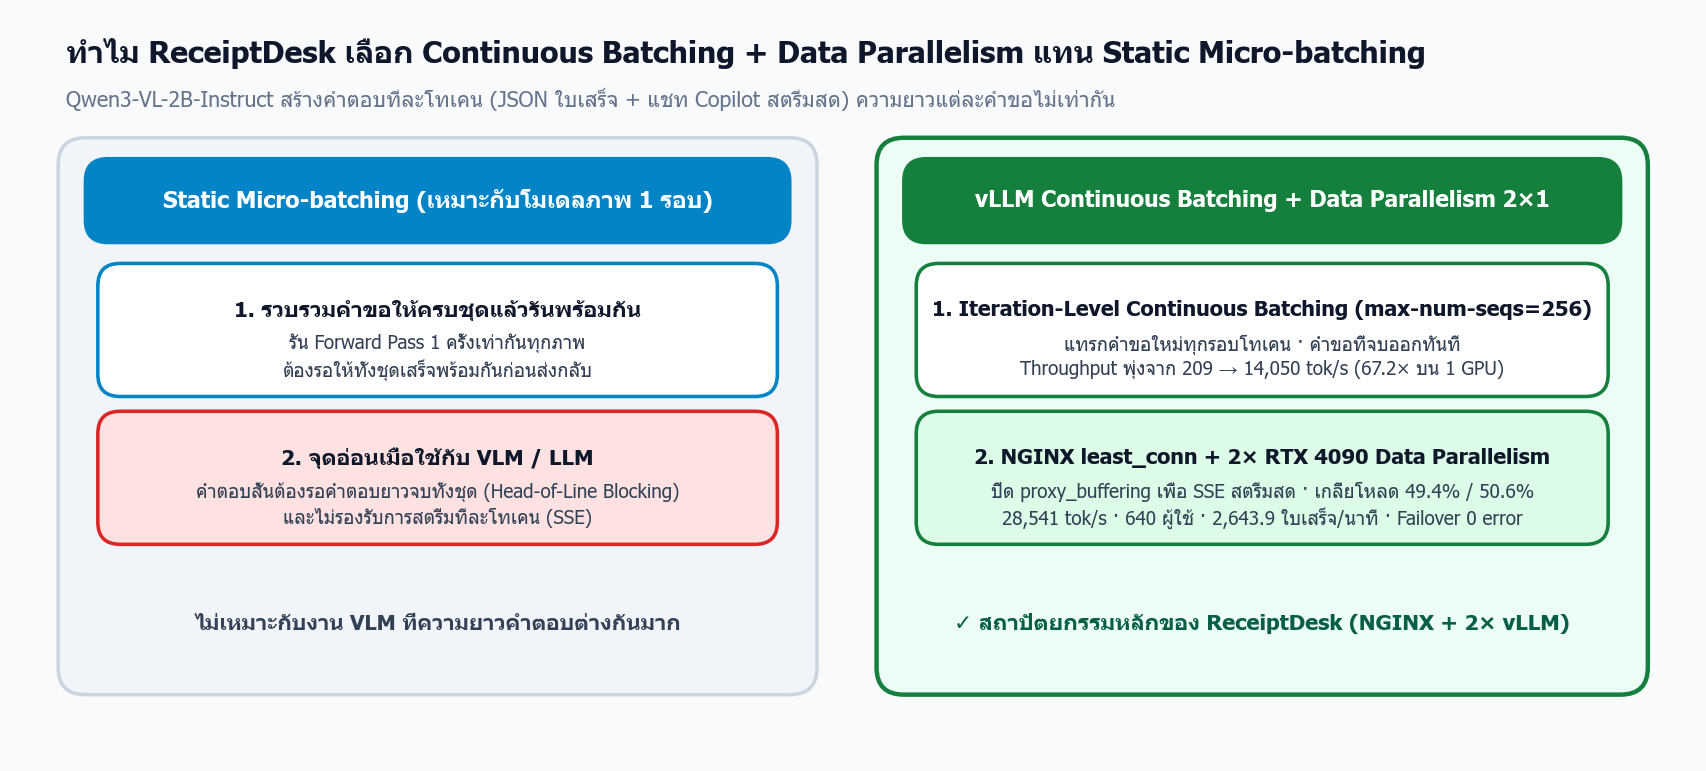 ทำไม ReceiptDesk เลือก Continuous Batching + Data Parallelism แทน Static Micro-batching
Qwen3-VL-2B-Instruct สร้างคำตอบทีละโทเคน (JSON ใบเสร็จ + แชท Copilot สตรีมสด) ความยาวแต่ละคำขอไม่เท่ากัน
Static Micro-batching (เหมาะกับโมเดลภาพ 1 รอบ)
1. รวบรวมคำขอให้ครบชุดแล้วรันพร้อมกัน
รัน Forward Pass 1 ครั้งเท่ากันทุกภาพ
ต้องรอให้ทั้งชุดเสร็จพร้อมกันก่อนส่งกลับ
2. จุดอ่อนเมื่อใช้กับ VLM / LLM
คำตอบสั้นต้องรอคำตอบยาวจบทั้งชุด (Head-of-Line Blocking)
และไม่รองรับการสตรีมทีละโทเคน (SSE)
ไม่เหมาะกับงาน VLM ที่ความยาวคำตอบต่างกันมาก
vLLM Continuous Batching + Data Parallelism 2×1
1. Iteration-Level Continuous Batching (max-num-seqs=256)
แทรกคำขอใหม่ทุกรอบโทเคน · คำขอที่จบออกทันที
Throughput พุ่งจาก 209 → 14,050 tok/s (67.2× บน 1 GPU)
2. NGINX least_conn + 2× RTX 4090 Data Parallelism
ปิด proxy_buffering เพื่อ SSE สตรีมสด · เกลี่ยโหลด 49.4% / 50.6%
28,541 tok/s · 640 ผู้ใช้ · 2,643.9 ใบเสร็จ/นาที · Failover 0 error
✓ สถาปัตยกรรมหลักของ ReceiptDesk (NGINX + 2× vLLM)